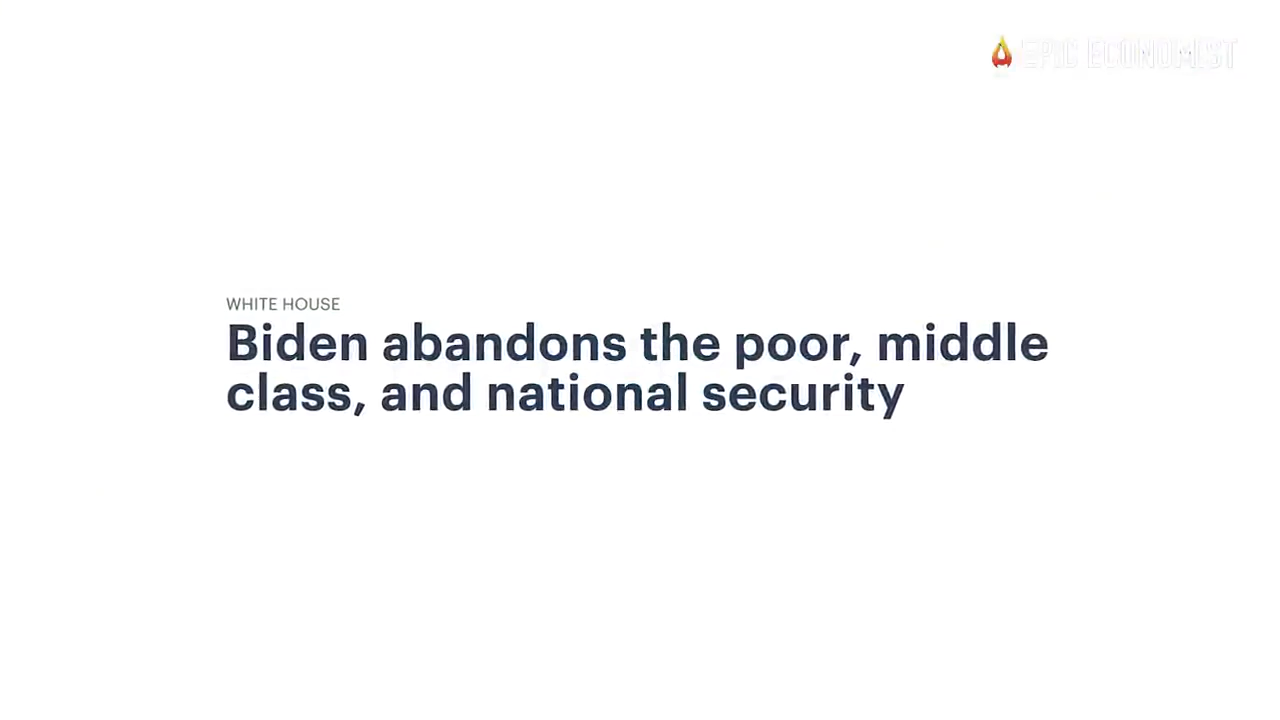 EPIC ECONOMIST
WHITE HOUSE
Biden abandons the poor, middle
class, and national security